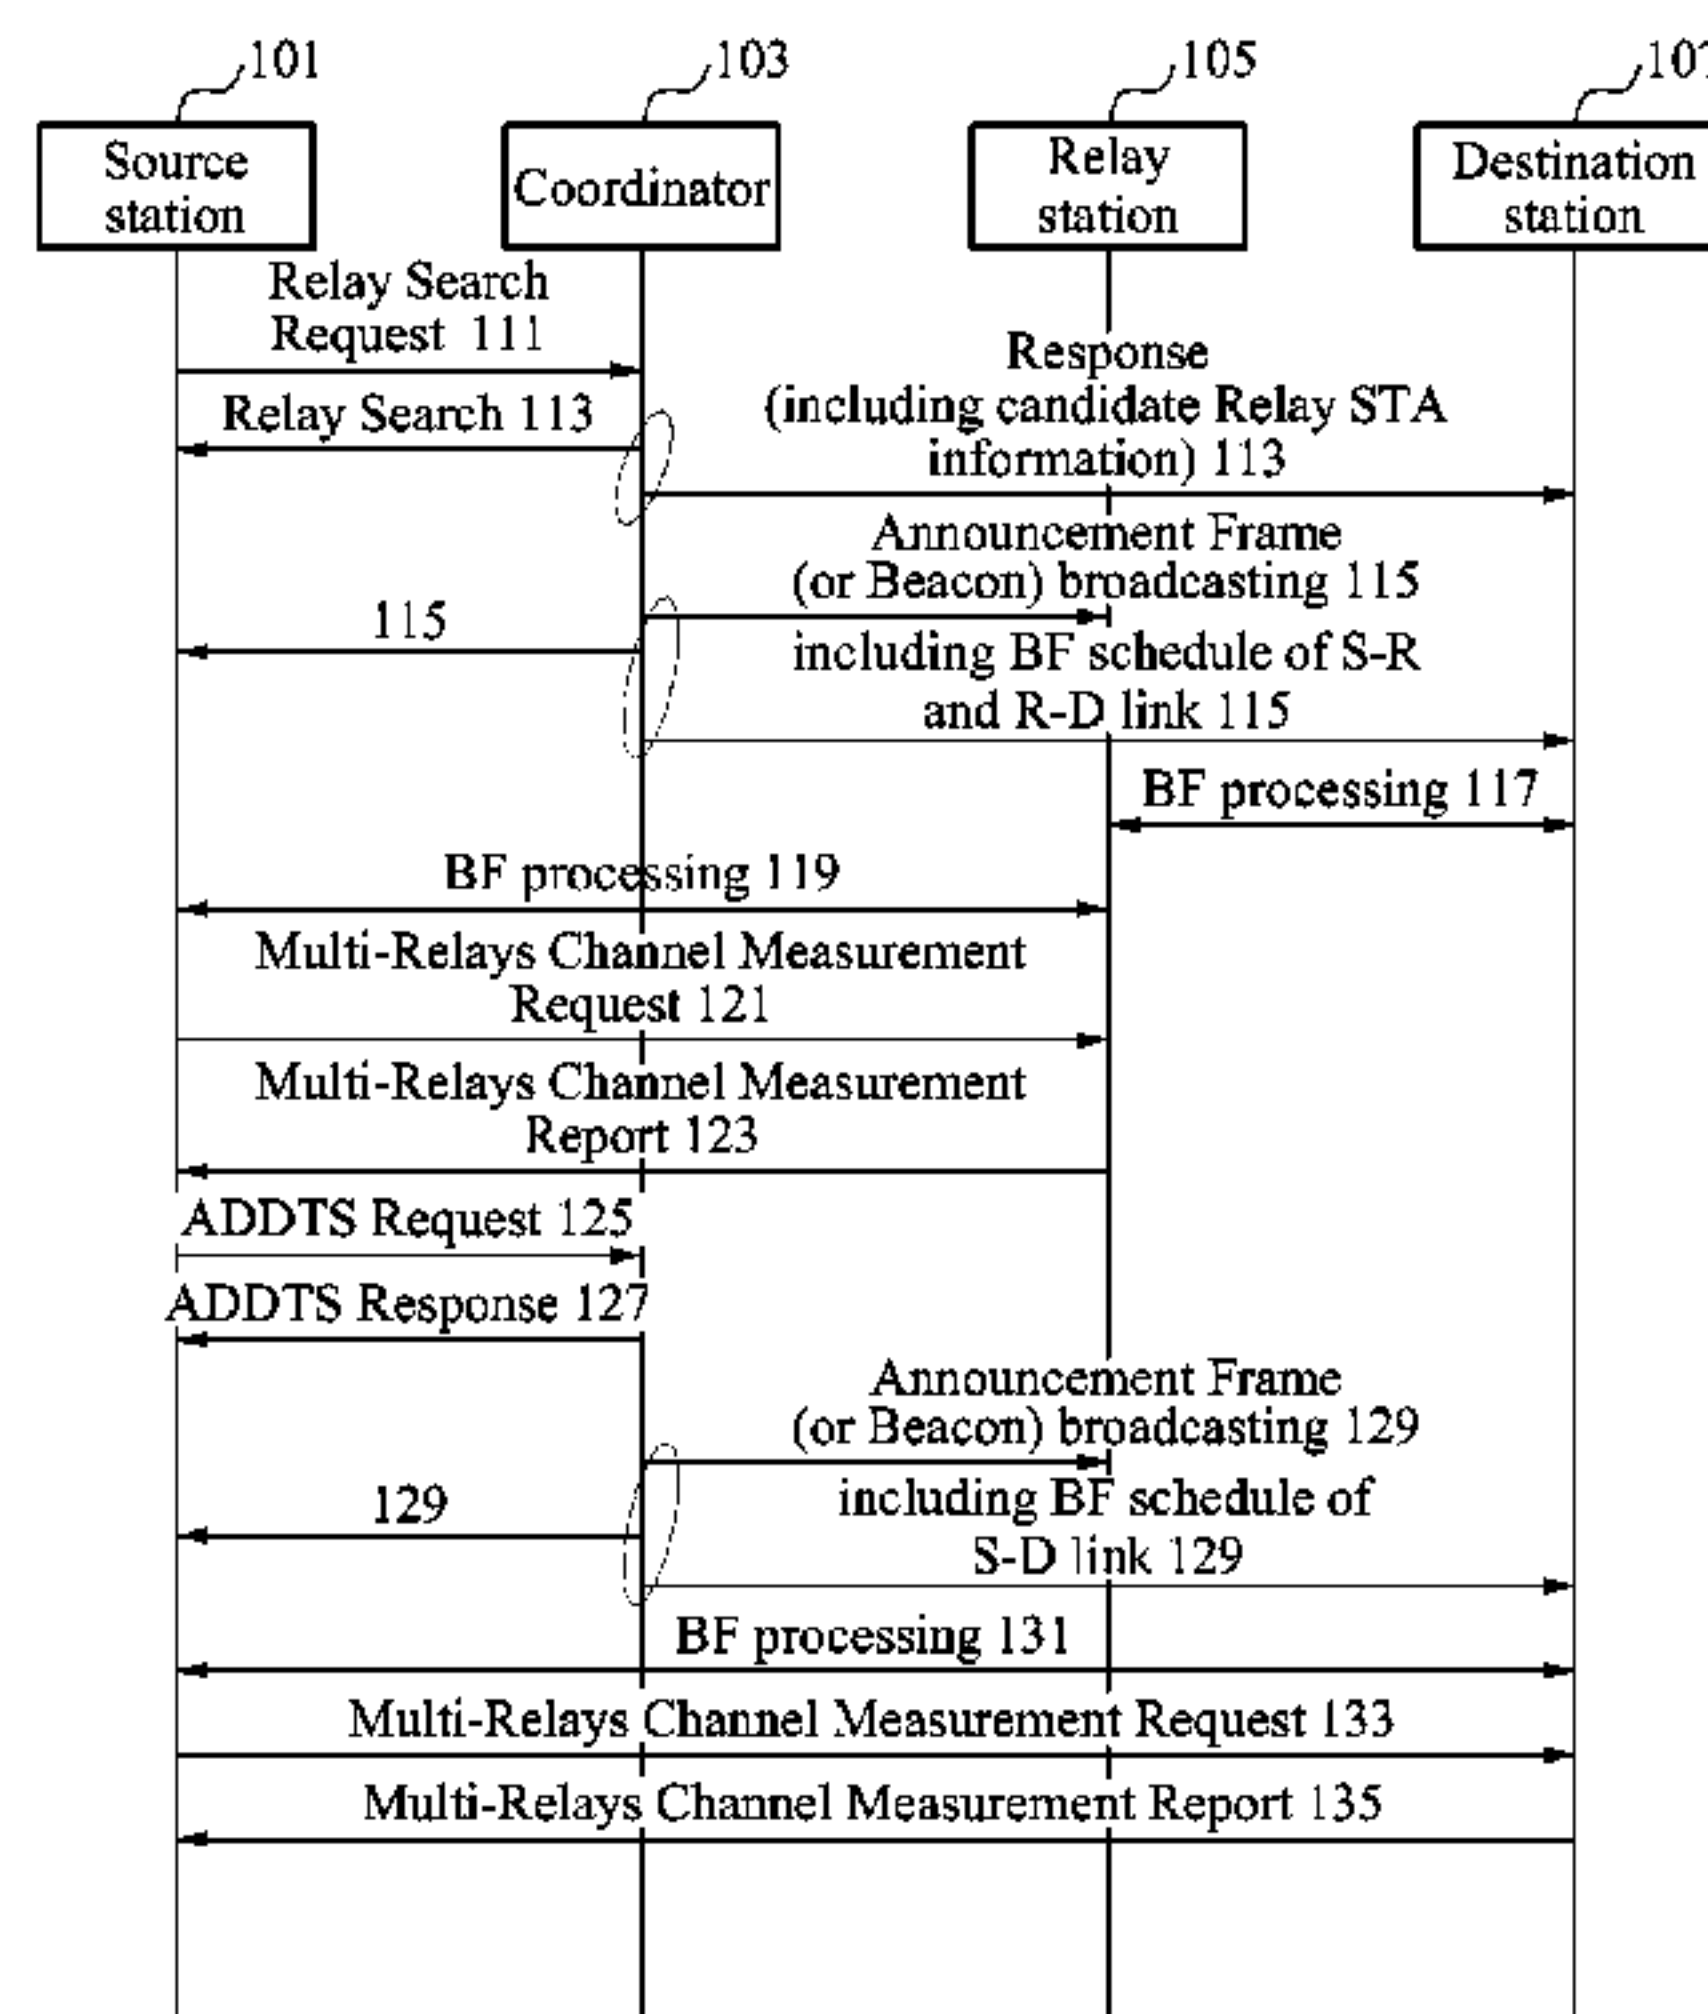 101
103
105
Source
station
Coordinator
Relay
station
Destination
station
Relay Search
Request 111
Relay Search 113
Response
(including candidate Relay STA
information) 113
Announcement Frame
(or Beacon) broadcasting 115
115
including BF schedule of S-R
and R-D link 115
BF processing 117
BF processing 119
Multi-Relays Channel Measurement
Request 121
Multi-Relays Channel Measurement
Report 123
ADDTS Request 125
ADDTS Response 127
Announcement Frame
(or Beacon) broadcasting 129
129
including BF schedule of
S-D link 129
BF processing 131
Multi-Relays Channel Measurement Request 133
Multi-Relays Channel Measurement Report 135